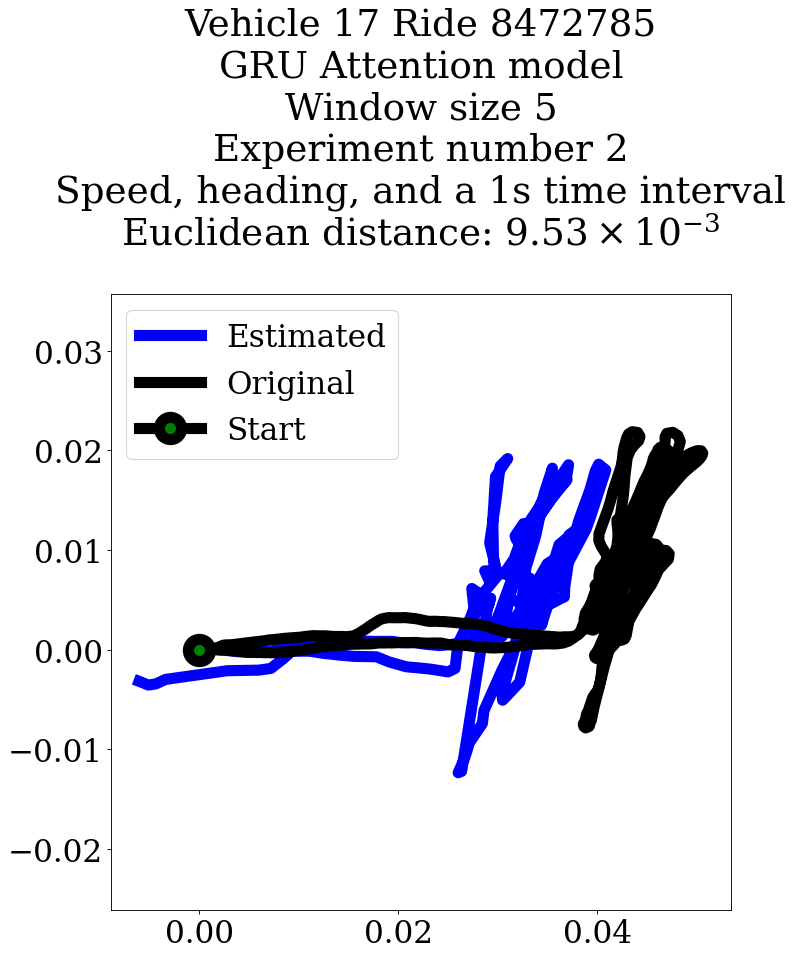 Vehicle 17 Ride 8472785
GRU Attention model
Window size 5
Experiment number 2
Speed, heading, and a 1s time interval
Euclidean distance: 9.53 × 10⁻³
Estimated
Original
Start
0.03
0.02
0.01
0.00
−0.01
−0.02
0.00 0.02 0.04